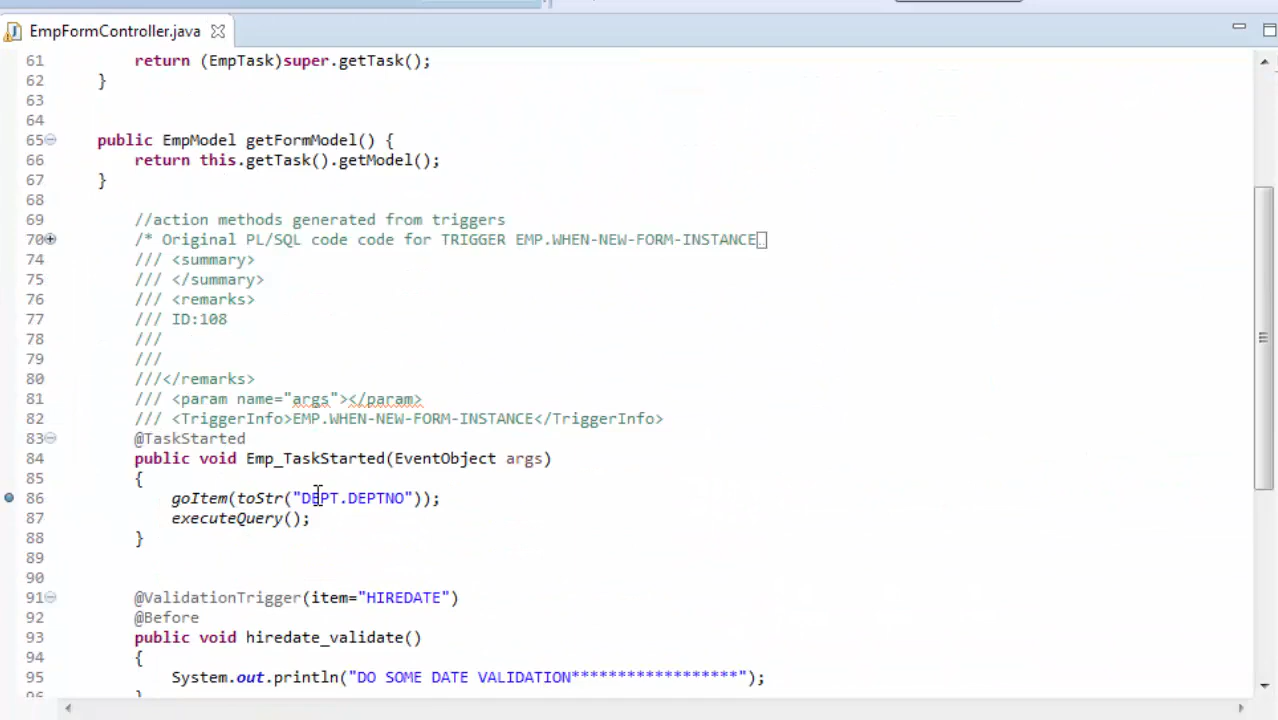 EmpFormController.java
61 return (EmpTask)super.getTask();
62 }
63
64
65 public EmpModel getFormModel() {
66 return this.getTask().getModel();
67 }
68
69 //action methods generated from triggers
70 /* Original PL/SQL code code for TRIGGER EMP.WHEN-NEW-FORM-INSTANCE
74 /// <summary>
75 /// </summary>
76 /// <remarks>
77 /// ID:108
78 ///
79 ///
80 ///</remarks>
81 /// <param name="args"></param>
82 /// <TriggerInfo>EMP.WHEN-NEW-FORM-INSTANCE</TriggerInfo>
83 @TaskStarted
84 public void Emp_TaskStarted(EventObject args)
85 {
86 goItem(toStr("DEPT.DEPTNO"));
87 executeQuery();
88 }
89
90
91 @ValidationTrigger(item="HIREDATE")
92 @Before
93 public void hiredate_validate()
94 {
95 System.out.println("DO SOME DATE VALIDATION******************");
96 }